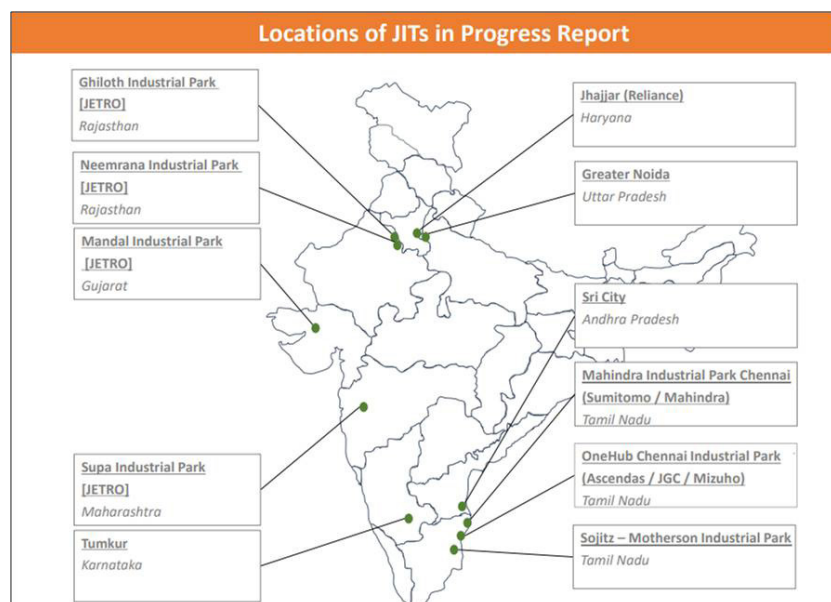 Locations of JITs in Progress Report
Ghiloth Industrial Park
[JETRO]
Rajasthan
Neemrana Industrial Park
[JETRO]
Rajasthan
Mandal Industrial Park
[JETRO]
Gujarat
Supa Industrial Park
[JETRO]
Maharashtra
Tumkur
Karnataka
Jhajjar (Reliance)
Haryana
Greater Noida
Uttar Pradesh
Sri City
Andhra Pradesh
Mahindra Industrial Park Chennai
(Sumitomo / Mahindra)
Tamil Nadu
OneHub Chennai Industrial Park
(Ascendas / JGC / Mizuho)
Tamil Nadu
Sojitz – Motherson Industrial Park
Tamil Nadu